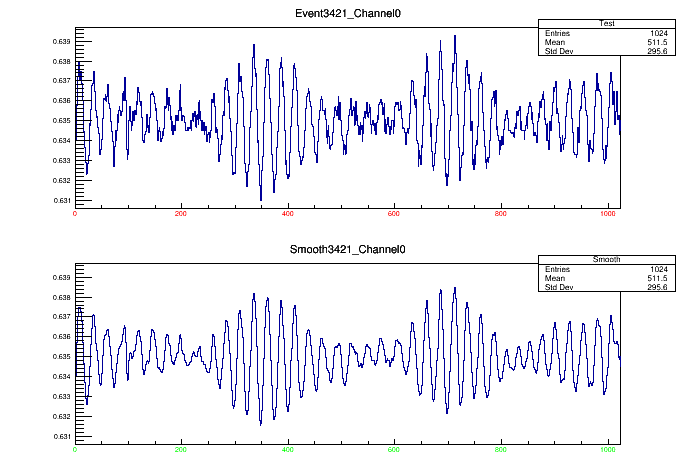 Event3421_Channel0
Test
Entries 1024
Mean 511.5
Std Dev 295.6
0.639
0.638
0.637
0.636
0.635
0.634
0.633
0.632
0.631
0 200 400 600 800 1000
Smooth3421_Channel0
Smooth
Entries 1024
Mean 511.5
Std Dev 295.6
0.639
0.638
0.637
0.636
0.635
0.634
0.633
0.632
0.631
0 200 400 600 800 1000